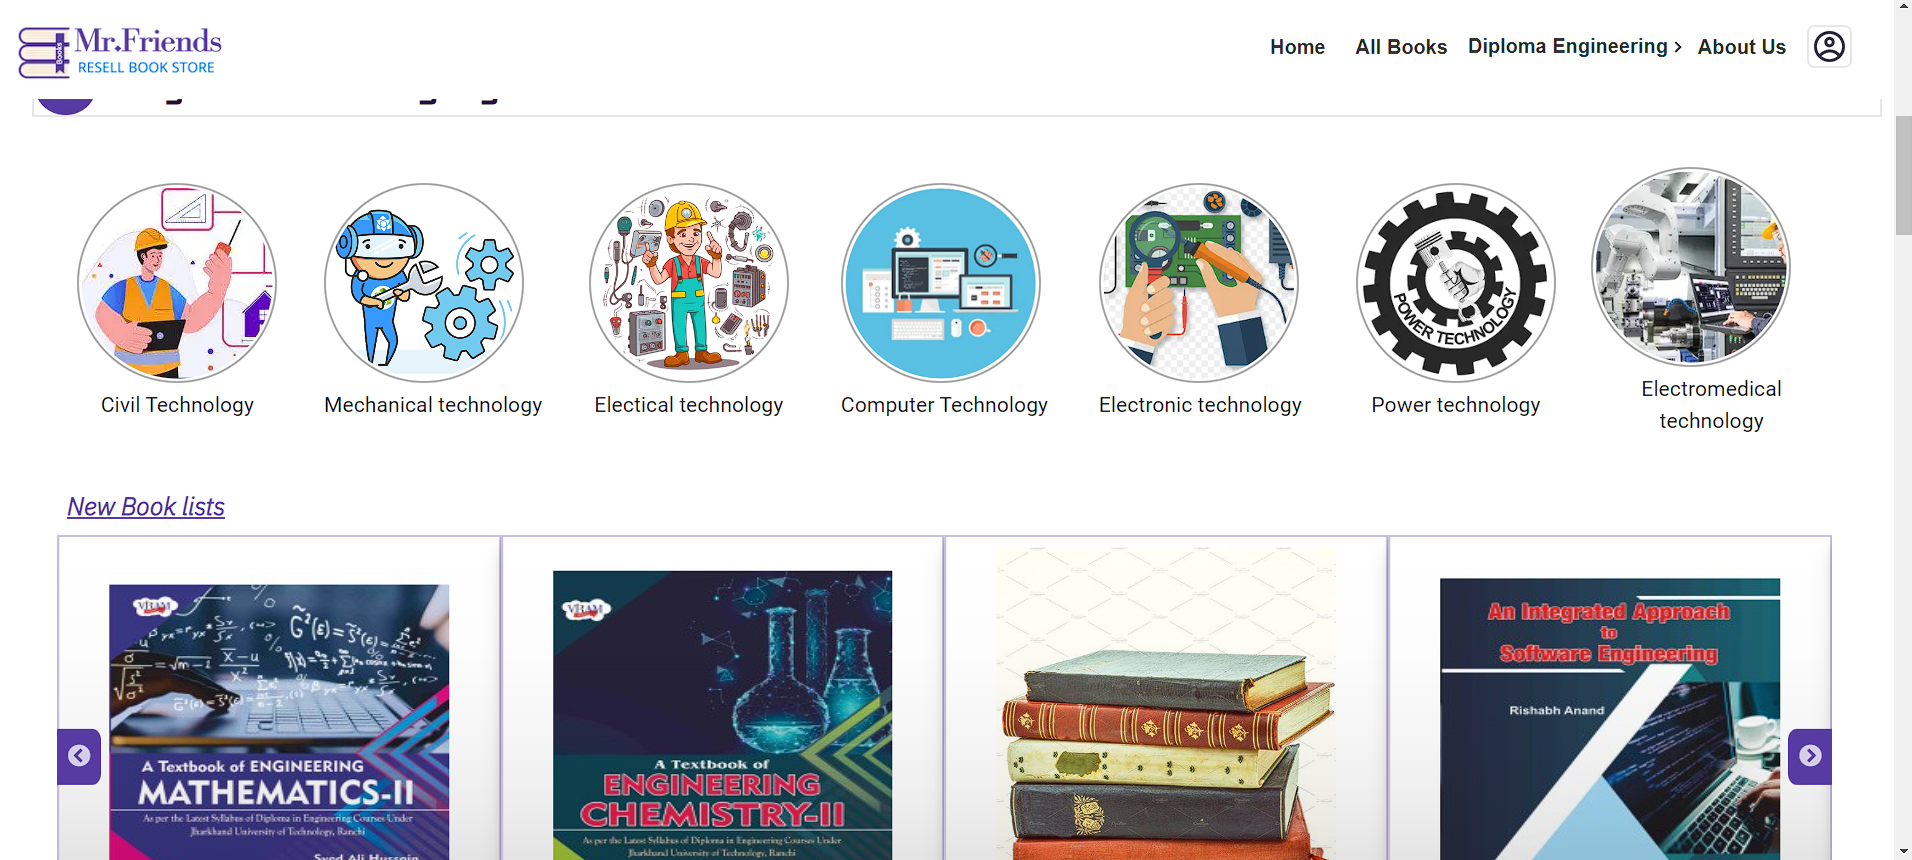 Books
Mr.Friends
RESELL BOOK STORE
Home
All Books
Diploma Engineering
About Us
POWER TECHNOLOGY
Civil Technology
Mechanical technology
Electical technology
Computer Technology
Electronic technology
Power technology
Electromedical
technology
New Book lists
VIRAM
A Textbook of ENGINEERING
MATHEMATICS-II
As per the Latest Syllabus of Diploma in Engineering Courses Under
Jharkhand University of Technology, Ranchi
Syed Ali Hussain
VIRAM
A Textbook of
ENGINEERING
CHEMISTRY-II
As per the Latest Syllabus of Diploma in Engineering Courses Under
Jharkhand University of Technology, Ranchi
An Integrated Approach
to
Software Engineering
Rishabh Anand